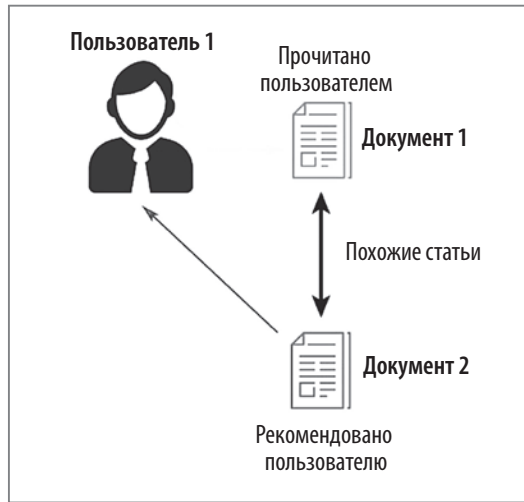 Пользователь 1
Прочитано
пользователем
Документ 1
Похожие статьи
Документ 2
Рекомендовано
пользователю